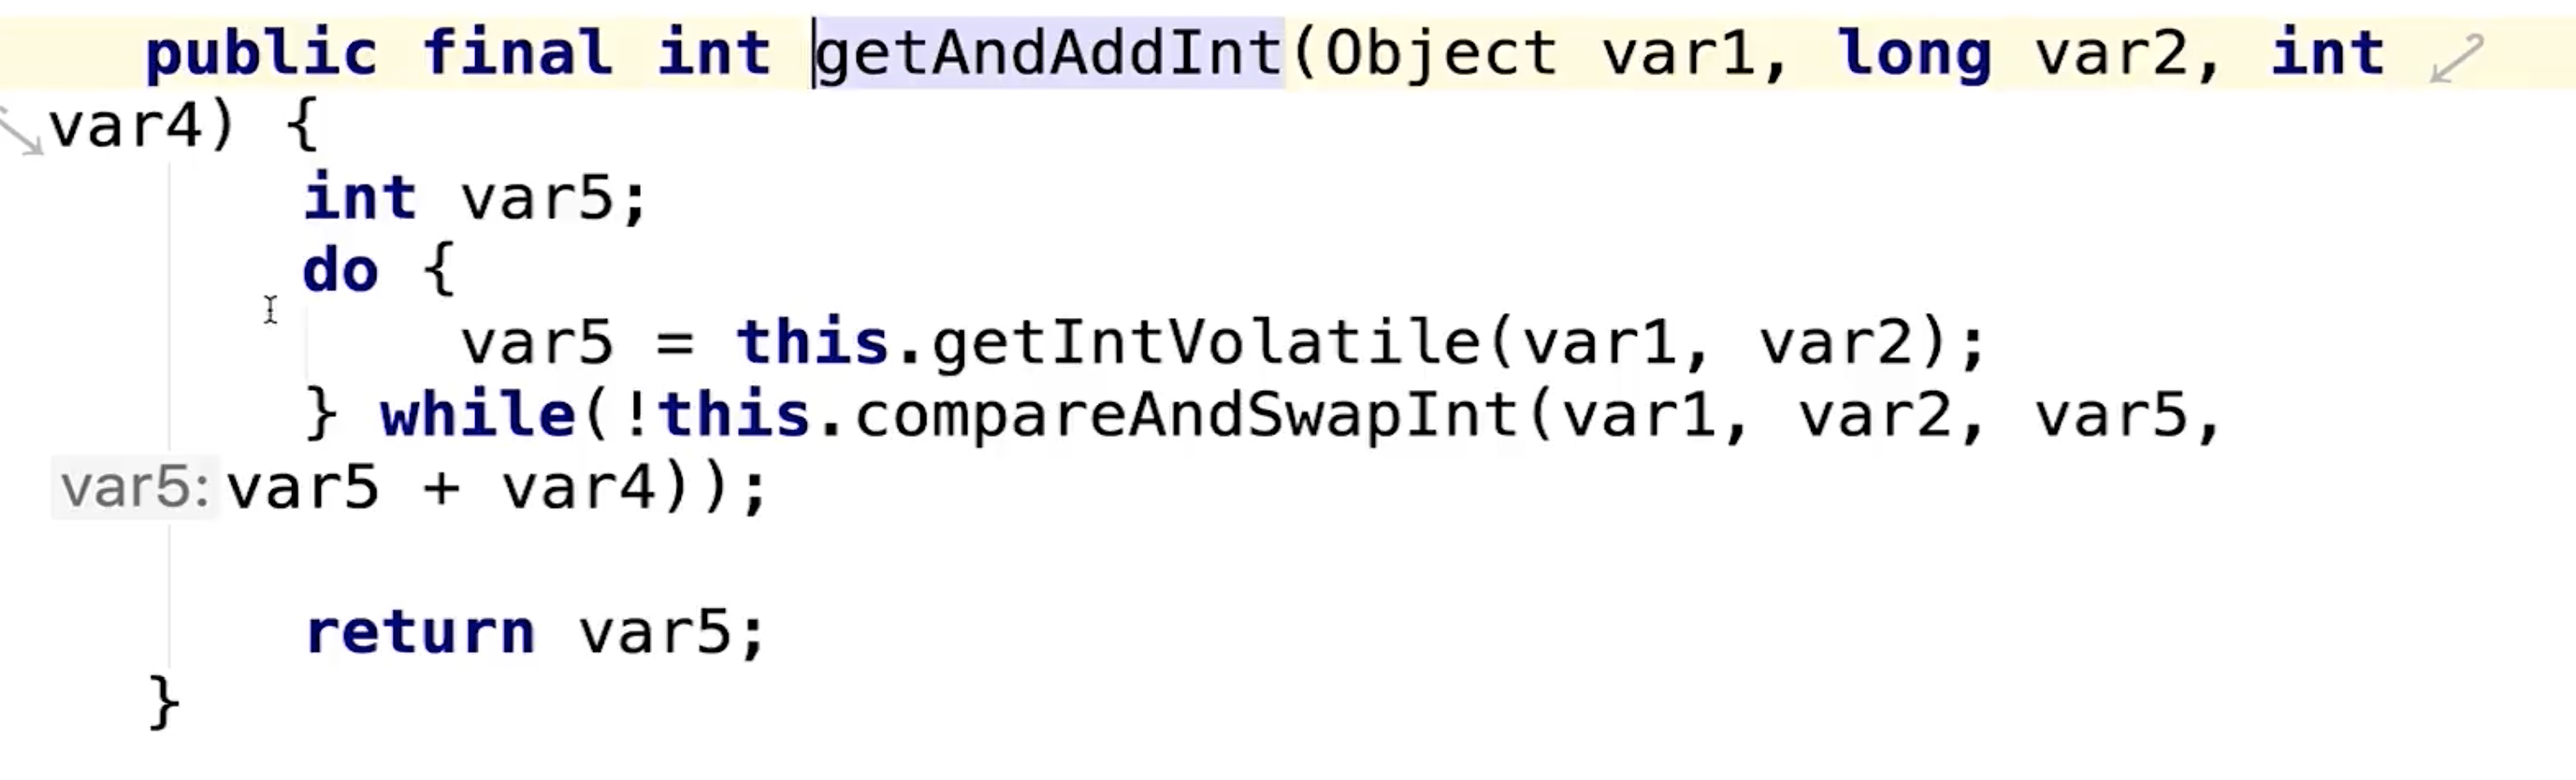 public final int getAndAddInt(Object var1, long var2, int
var4) {
int var5;
do {
var5 = this.getIntVolatile(var1, var2);
} while(!this.compareAndSwapInt(var1, var2, var5,
var5: var5 + var4));
return var5;
}